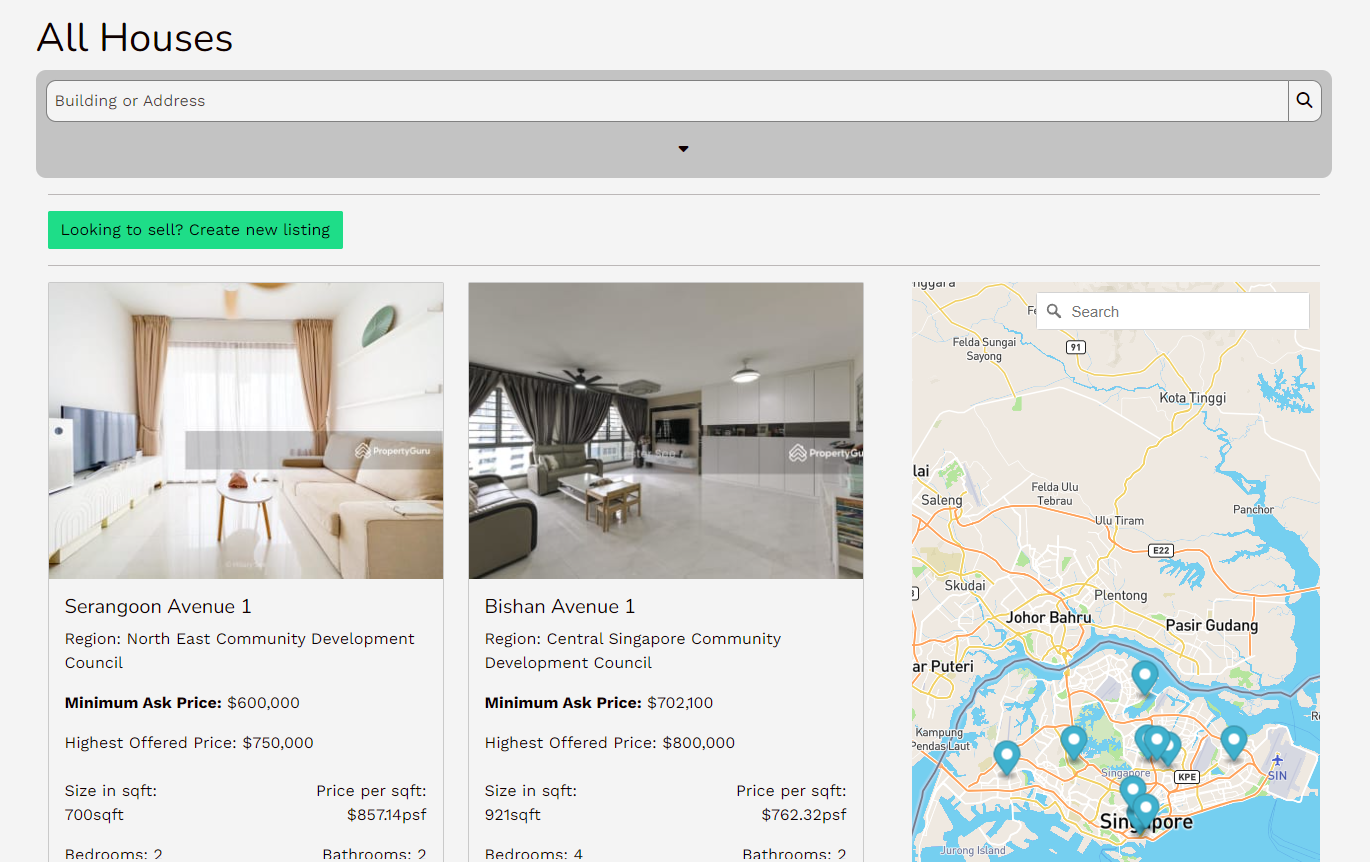 All Houses
Building or Address
Looking to sell? Create new listing
PropertyGuru
Serangoon Avenue 1
Region: North East Community Development
Council
Minimum Ask Price: $600,000
Highest Offered Price: $750,000
Size in sqft:
Price per sqft:
700sqft
$857.14psf
Bedrooms: 2
Bathrooms: 2
PropertyGu
Bishan Avenue 1
Region: Central Singapore Community
Development Council
Minimum Ask Price: $702,100
Highest Offered Price: $800,000
Size in sqft:
Price per sqft:
921sqft
$762.32psf
Bedrooms: 4
Bathrooms: 2
nggara
Fe
Search
Felda Sungai
Sayong
91
Kota Tinggi
lai
Saleng
Felda Ulu
Tebrau
Panchor
Ulu Tiram
E22
Skudai
Plentong
Johor Bahru
Pasir Gudang
ar Puteri
Kampung
Pendas Laut
Singapore
KPE
SIN
Singapore
Jurong Island